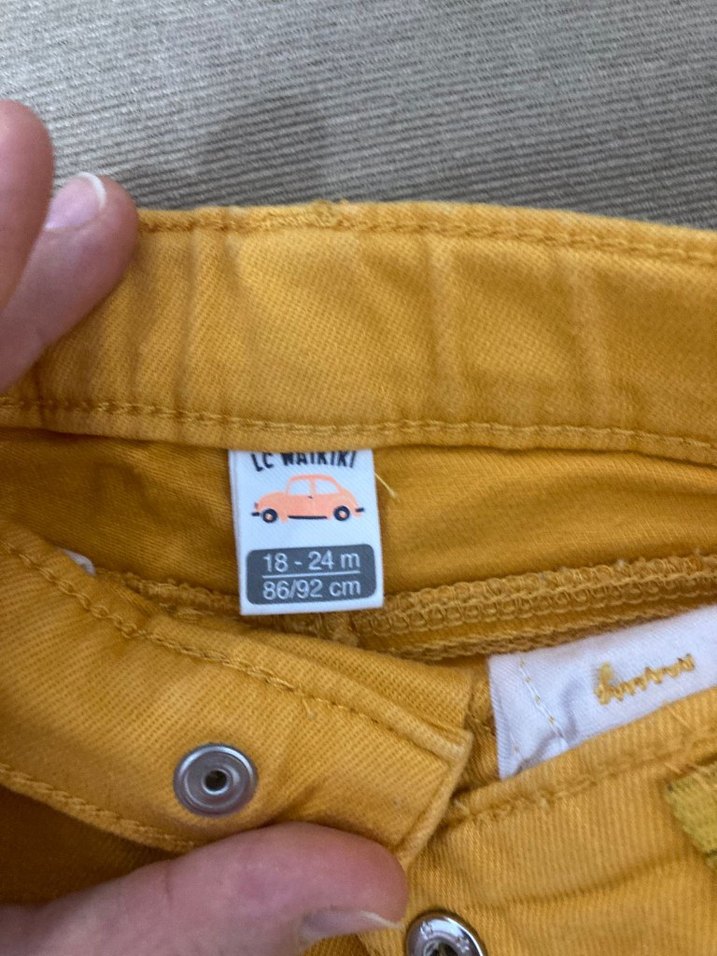 LC WAIKIKI
18 - 24 m
86/92 cm